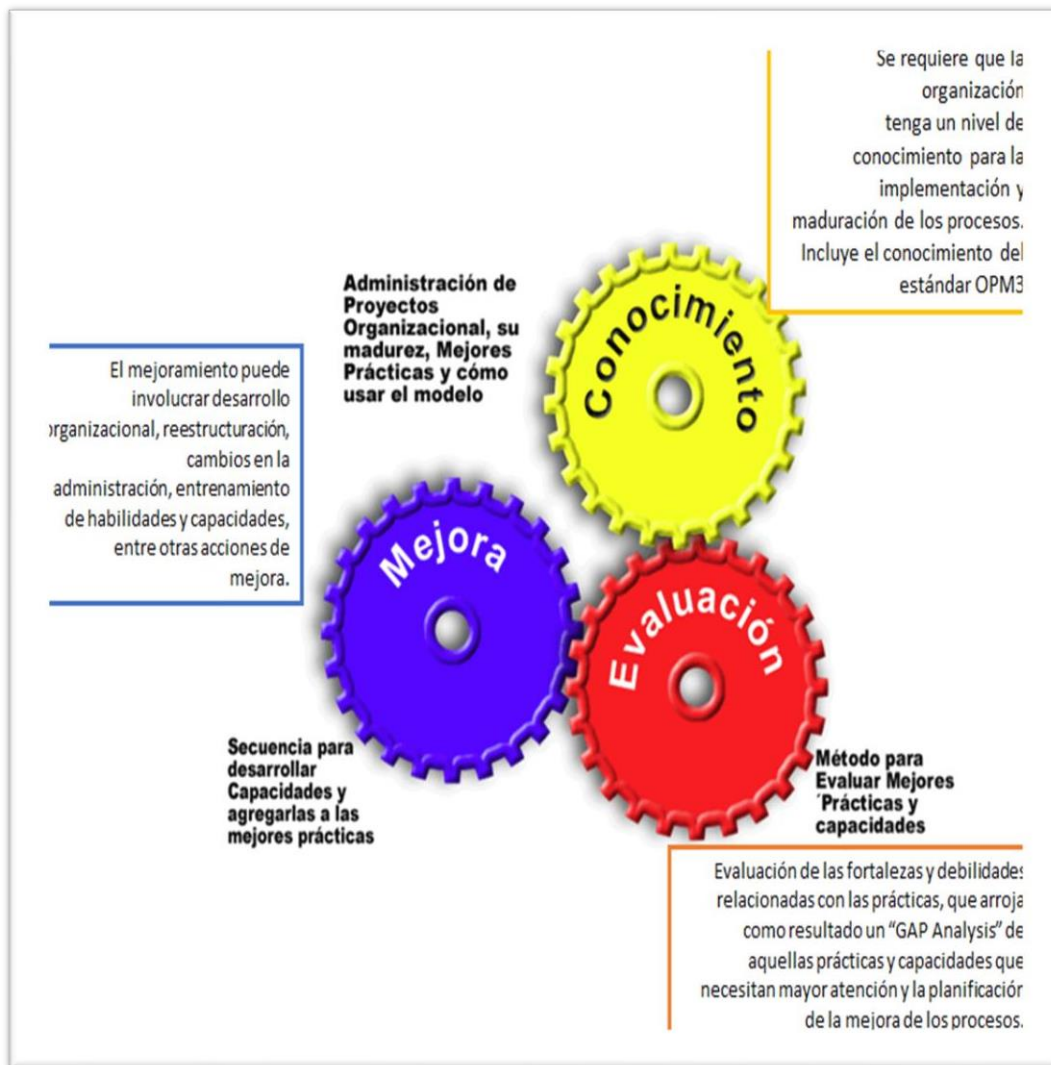 Se requiere que la
organización
tenga un nivel de
conocimiento para la
implementación y
maduración de los procesos.
Incluye el conocimiento del
estándar OPM3
Administración de
Proyectos
Organizacional, su
madurez, Mejores
Prácticas y cómo
usar el modelo
Conocimiento
El mejoramiento puede
involucrar desarrollo
organizacional, reestructuración,
cambios en la
administración, entrenamiento
de habilidades y capacidades,
entre otras acciones de
mejora.
Mejora
Evaluación
Secuencia para
desarrollar
Capacidades y
agregarlas a las
mejores prácticas
Método para
Evaluar Mejores
´Prácticas y
capacidades
Evaluación de las fortalezas y debilidades
relacionadas con las prácticas, que arroja
como resultado un “GAP Analysis” de
aquellas prácticas y capacidades que
necesitan mayor atención y la planificación
de la mejora de los procesos.